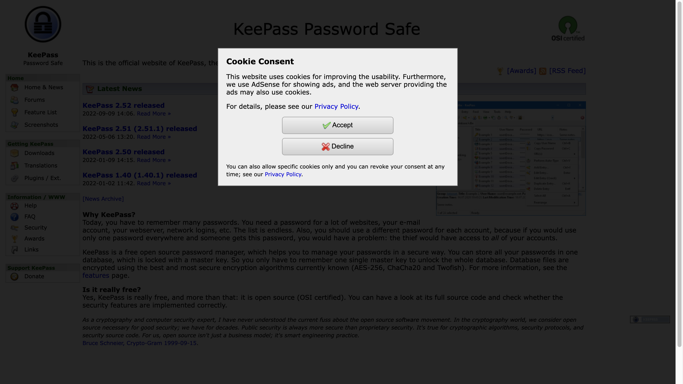 KeePass Password Safe
OSI certified
KeePass
Password Safe
This is the official website of KeePass, the
[Awards] [RSS Feed]
Home
Home & News
Forums
Feature List
Screenshots
Getting KeePass
Downloads
Translations
Plugins / Ext.
Information / WWW
Help
FAQ
Security
Awards
Links
Support KeePass
Donate
Latest News
KeePass 2.52 released
2022-09-09 14:06. Read More »
KeePass 2.51 (2.51.1) released
2022-05-06 13:20. Read More »
KeePass 2.50 released
Read More »
KeePass 1.40 (1.40.1) released
2022-01-02 11:42. Read More »
[News Archive]
Cookie Consent
This website uses cookies for improving the usability. Furthermore,
we use AdSense for showing ads, and the web server providing the
ads may also use cookies.
For details, please see our Privacy Policy.
Accept
Decline
You can also allow specific cookies only and you can revoke your consent at any
time; see our Privacy Policy.
Why KeePass?
Today, you have to remember many passwords. You need a password for a lot of websites, your e-mail
account, your webserver, network logins, etc. The list is endless. Also, you should use a different password for each account, because if you would use
only one password everywhere and someone gets this password, you would have a problem: the thief would have access to all of your accounts.
KeePass is a free open source password manager, which helps you to manage your passwords in a secure way. You can store all your passwords in one
database, which is locked with a master key. So you only have to remember one single master key to unlock the whole database. Database files are
encrypted using the best and most secure encryption algorithms currently known (AES-256, ChaCha20 and Twofish). For more information, see the
features page.
Is it really free?
Yes, KeePass is really free, and more than that: it is open source (OSI certified). You can have a look at its full source code and check whether the
security features are implemented correctly.
As a cryptography and computer security expert, I have never understood the current fuss about the open source software movement. In the cryptography world, we consider open
source necessary for good security; we have for decades. Public security is always more secure than proprietary security. It's true for cryptographic algorithms, security protocols, and
security source code. For us, open source isn't just a business model; it's smart engineering practice.
Bruce Schneier, Crypto-Gram 1999-09-15.